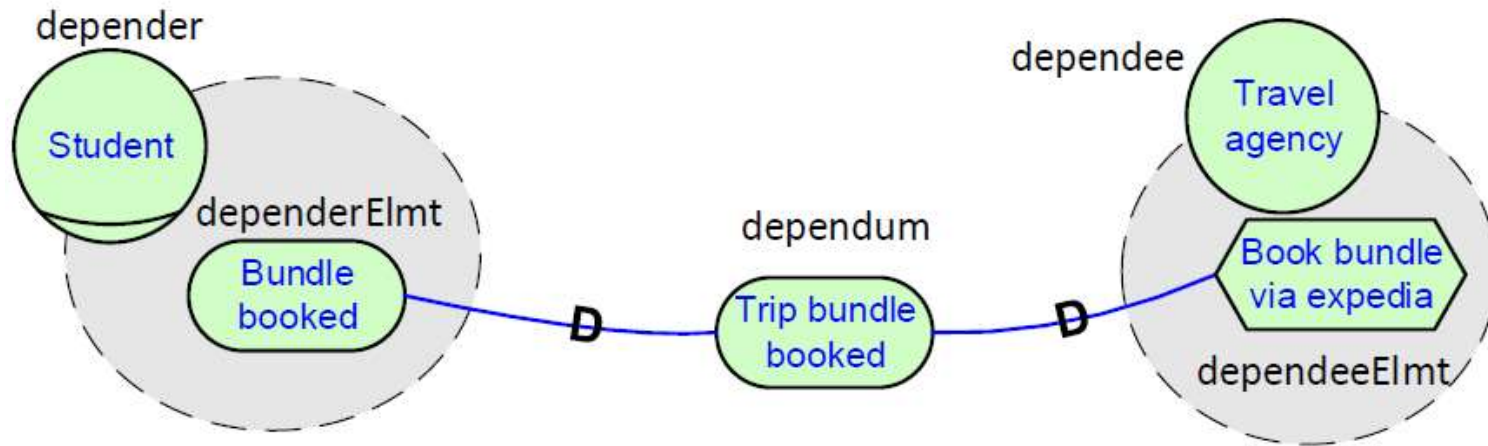 depender
Student
dependerElmt
Bundle
booked
D
dependum
Trip bundle
booked
D
dependee
Travel
agency
Book bundle
via expedia
dependeeElmt